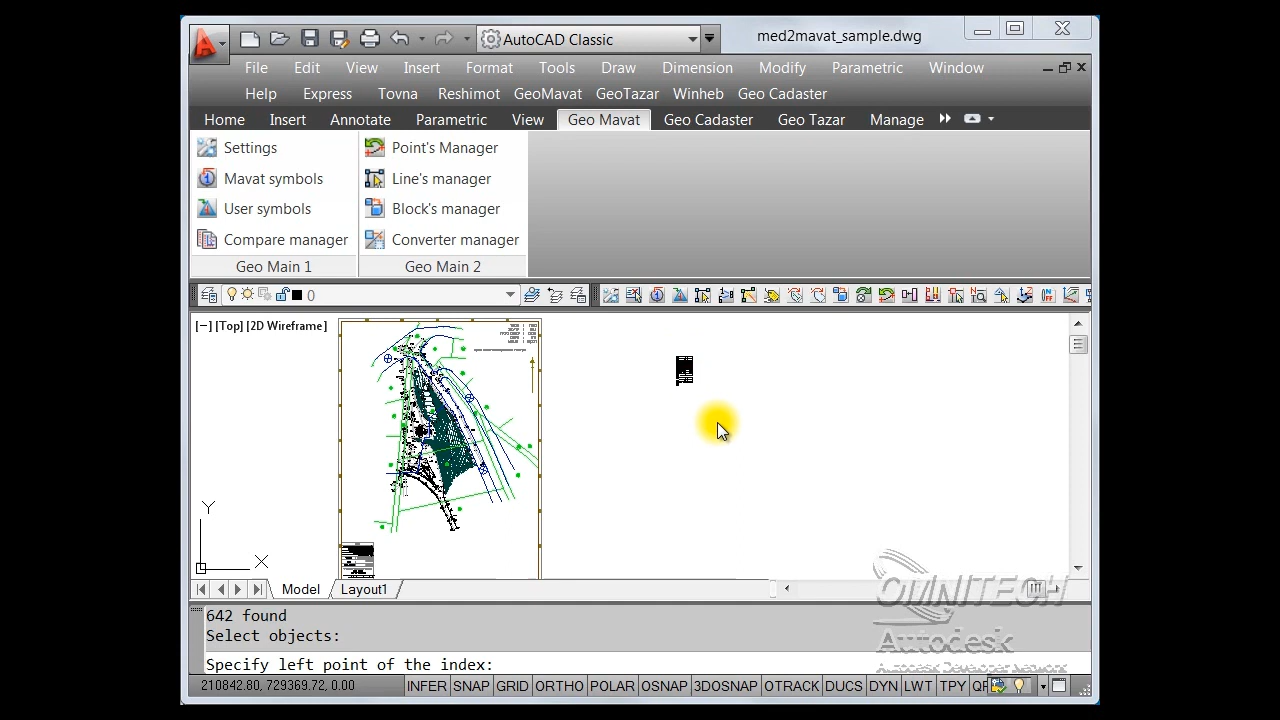 AutoCAD Classic
med2mavat_sample.dwg
File Edit View Insert Format Tools Draw Dimension Modify Parametric Window
Help Express Tovna Reshimot GeoMavat GeoTazar Winheb Geo Cadaster
Home Insert Annotate Parametric View Geo Mavat Geo Cadaster Geo Tazar Manage
Settings Point's Manager
Mavat symbols Line's manager
User symbols Block's manager
Compare manager Converter manager
Geo Main 1 Geo Main 2
0
[−] [Top] [2D Wireframe]
Y
X
Model Layout1
642 found
Select objects:
Specify left point of the index:
OMNITECH
Autodesk
Autodesk Developer Network
210842.80, 729369.72, 0.00 INFER SNAP GRID ORTHO POLAR OSNAP 3DOSNAP OTRACK DUCS DYN LWT TPY